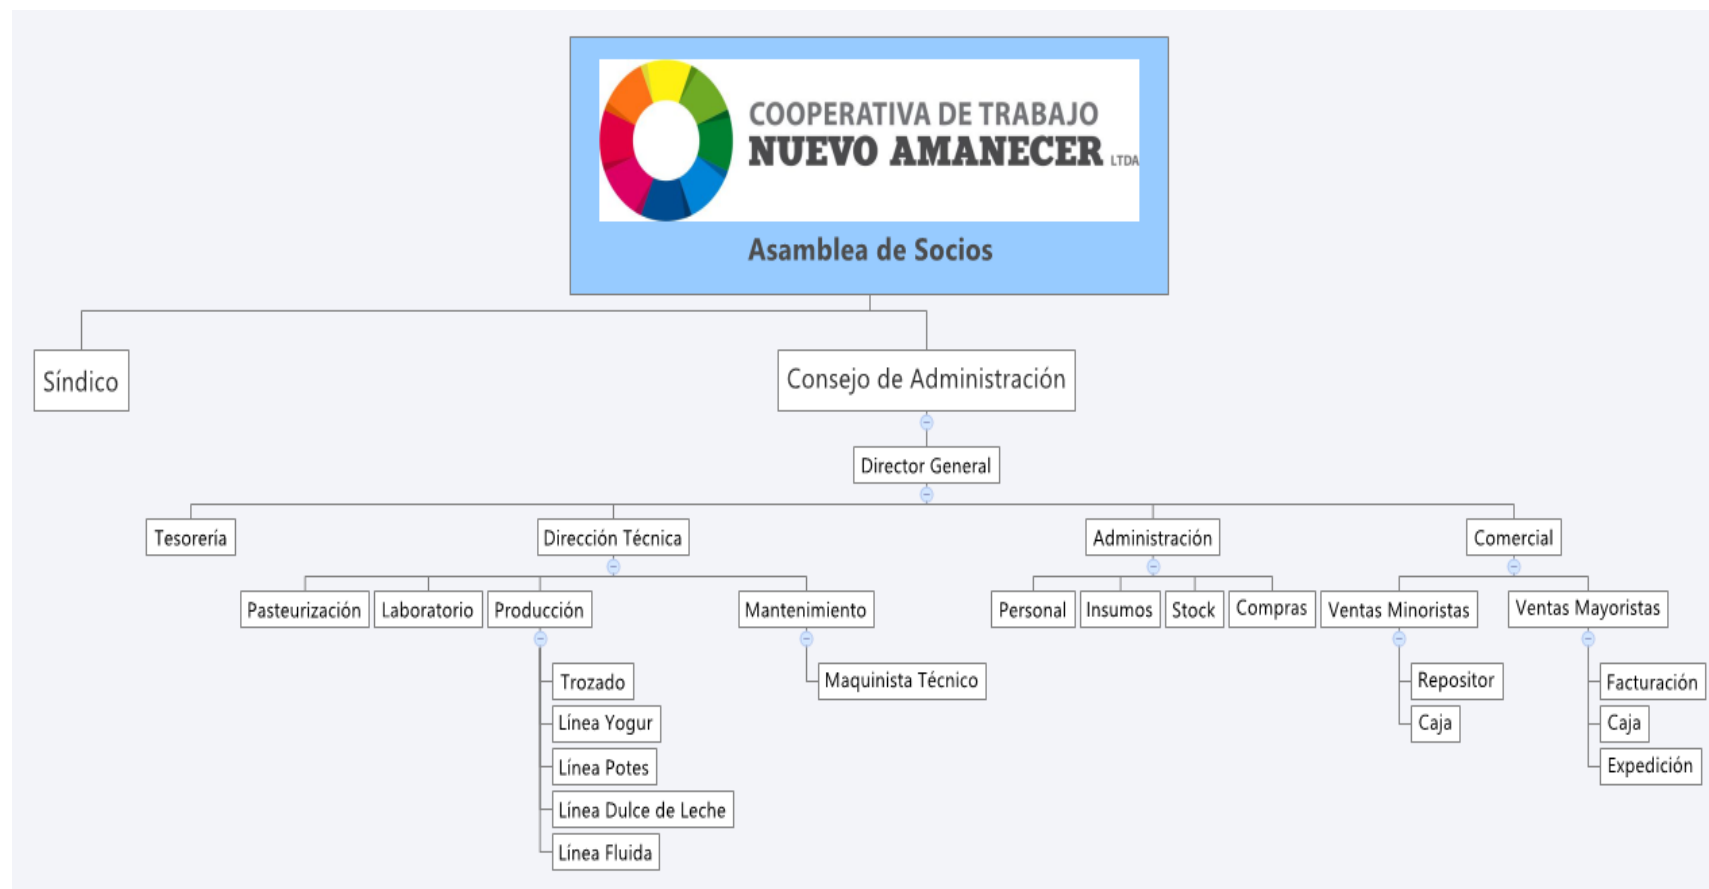 COOPERATIVA DE TRABAJO
NUEVO AMANECER LTDA
Asamblea de Socios
Síndico
Consejo de Administración
Director General
Tesorería
Dirección Técnica
Administración
Comercial
Pasteurización
Laboratorio
Producción
Mantenimiento
Personal
Insumos
Stock
Compras
Ventas Minoristas
Ventas Mayoristas
Trozado
Línea Yogur
Línea Potes
Línea Dulce de Leche
Línea Fluida
Maquinista Técnico
Repositor
Caja
Facturación
Caja
Expedición